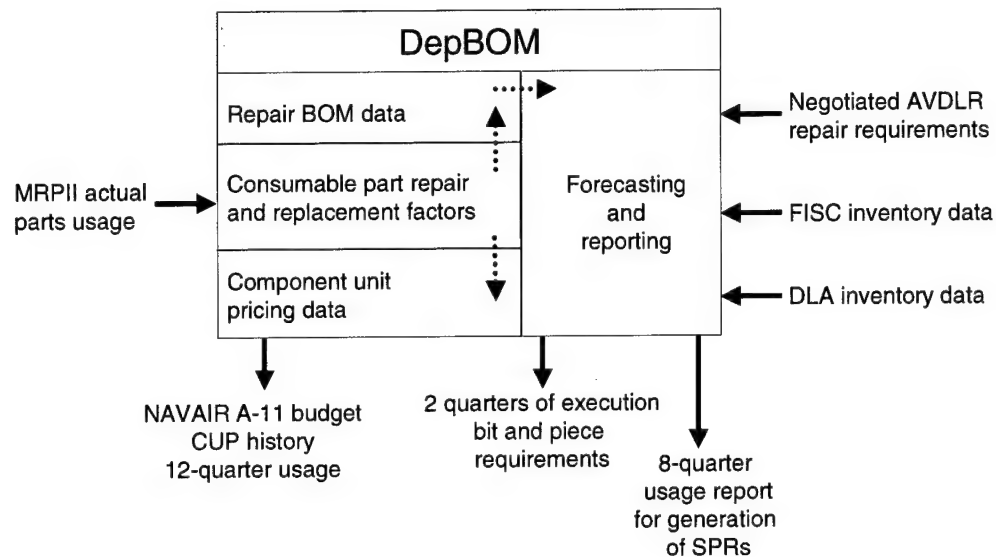 DepBOM
Repair BOM data
Consumable part repair
and replacement factors
Component unit
pricing data
Forecasting
and
reporting
MRPII actual
parts usage
Negotiated AVDLR
repair requirements
FISC inventory data
DLA inventory data
NAVAIR A-11 budget
CUP history
12-quarter usage
2 quarters of execution
bit and piece
requirements
8-quarter
usage report
for generation
of SPRs